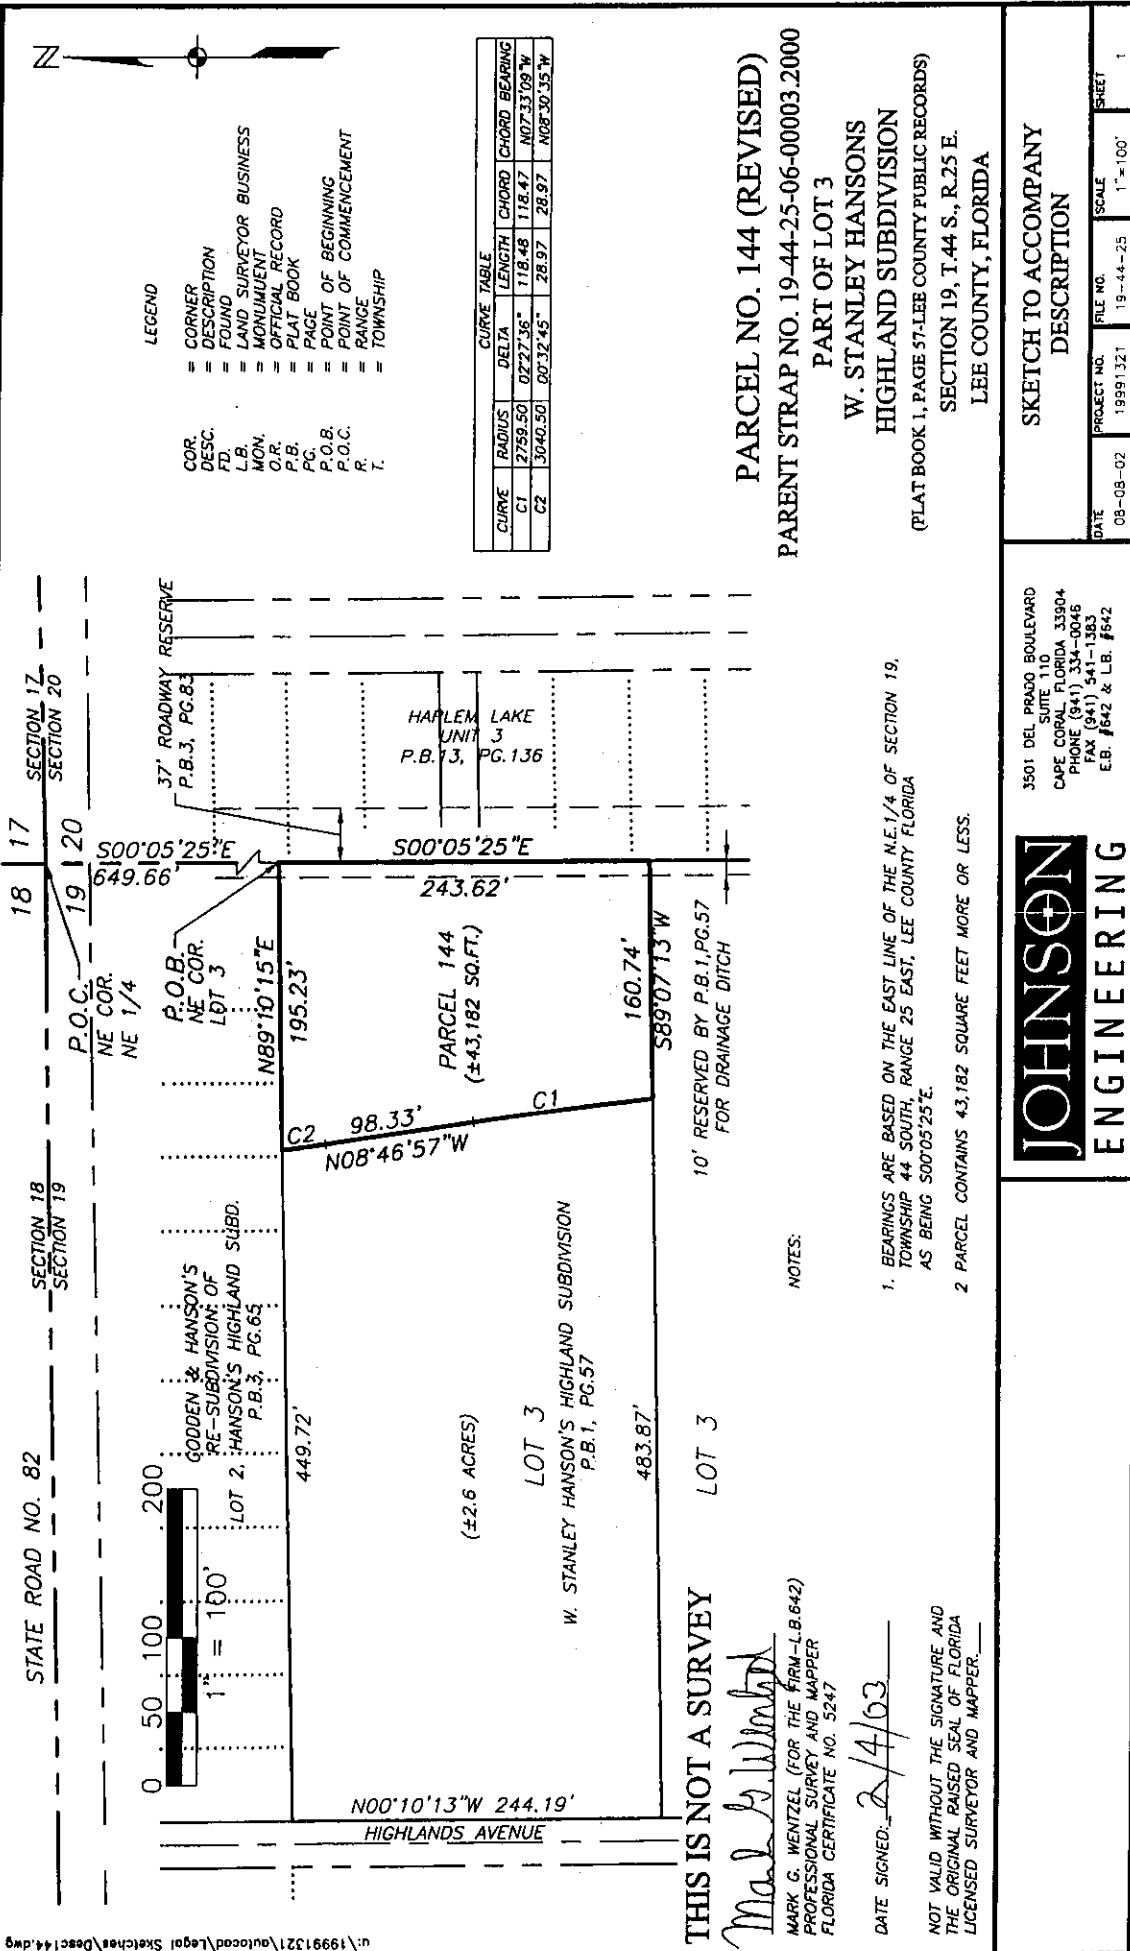 u:\19991321\autocad\Legal Sketches\Desc144.dwg
STATE ROAD NO. 82
SECTION 18
SECTION 19
18
17
19
20
SECTION 17
SECTION 20
P.O.C.
NE COR.
NE 1/4
S00°05'25"E
649.66'
37' ROADWAY RESERVE
P.B.3, PG.83
P.O.B.
NE COR.
LOT 3
0 50 100 200
1" = 100'
GODDEN & HANSON'S
RE-SUBDIVISION OF
LOT 2, HANSON'S HIGHLAND SUBD.
P.B.3, PG.65
N89°10'15"E
195.23'
449.72'
S00°05'25"E
243.62'
HARLEM LAKE
UNIT 3
P.B.13, PG.136
PARCEL 144
(±43,182 SQ.FT.)
C2
98.33'
N08°46'57"W
C1
160.74'
S89°07'13"W
N00°10'13"W 244.19'
HIGHLANDS AVENUE
(±2.6 ACRES)
LOT 3
W. STANLEY HANSON'S HIGHLAND SUBDIVISION
P.B.1, PG.57
483.87'
LOT 3
10' RESERVED BY P.B.1,PG.57
FOR DRAINAGE DITCH
N
LEGEND
COR. = CORNER
DESC. = DESCRIPTION
FD. = FOUND
L.B. = LAND SURVEYOR BUSINESS
MON. = MONUMUENT
O.R. = OFFICIAL RECORD
P.B. = PLAT BOOK
PG. = PAGE
P.O.B. = POINT OF BEGINNING
P.O.C. = POINT OF COMMENCEMENT
R. = RANGE
T. = TOWNSHIP
CURVE TABLE
CURVE RADIUS DELTA LENGTH CHORD CHORD BEARING
C1 2759.50 02°27'36" 118.48 118.47 N07°33'09"W
C2 3040.50 00°32'45" 28.97 28.97 N08°30'35"W
THIS IS NOT A SURVEY
Mark G. Wentzel
MARK G. WENTZEL (FOR THE FIRM-L.B.642)
PROFESSIONAL SURVEY AND MAPPER
FLORIDA CERTIFICATE NO. 5247
DATE SIGNED: 2/4/03
NOT VALID WITHOUT THE SIGNATURE AND
THE ORIGINAL RAISED SEAL OF FLORIDA
LICENSED SURVEYOR AND MAPPER.
NOTES:
1. BEARINGS ARE BASED ON THE EAST LINE OF THE N.E.1/4 OF SECTION 19,
TOWNSHIP 44 SOUTH, RANGE 25 EAST, LEE COUNTY FLORIDA
AS BEING S00°05'25"E.
2 PARCEL CONTAINS 43,182 SQUARE FEET MORE OR LESS.
PARCEL NO. 144 (REVISED)
PARENT STRAP NO. 19-44-25-06-00003.2000
PART OF LOT 3
W. STANLEY HANSONS
HIGHLAND SUBDIVISION
(PLAT BOOK 1, PAGE 57-LEE COUNTY PUBLIC RECORDS)
SECTION 19, T.44 S., R.25 E.
LEE COUNTY, FLORIDA
JOHNSON
ENGINEERING
3501 DEL PRADO BOULEVARD
SUITE 110
CAPE CORAL, FLORIDA 33904
PHONE (941) 334-0046
FAX (941) 541-1383
E.B. #642 & L.B. #642
SKETCH TO ACCOMPANY
DESCRIPTION
DATE PROJECT NO. FILE NO. SCALE SHEET
08-08-02 19991321 19-44-25 1"=100' 1